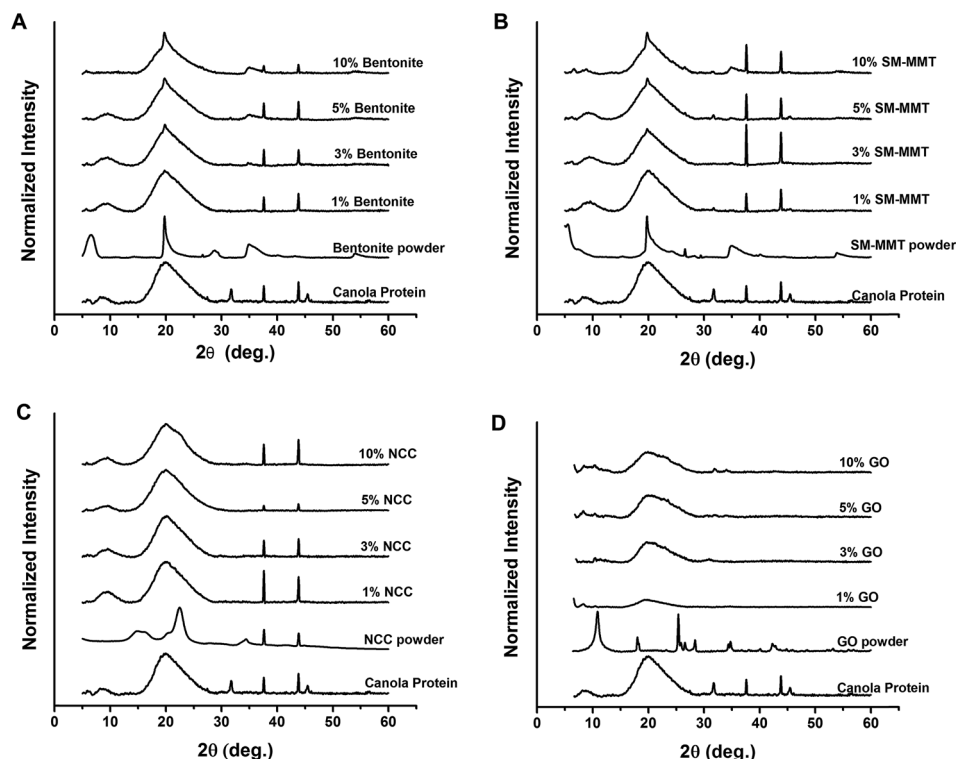 A
Normalized Intensity
10% Bentonite
5% Bentonite
3% Bentonite
1% Bentonite
Bentonite powder
Canola Protein
0 10 20 30 40 50 60
2θ (deg.)
B
Normalized Intensity
10% SM-MMT
5% SM-MMT
3% SM-MMT
1% SM-MMT
SM-MMT powder
Canola Protein
0 10 20 30 40 50 60
2θ (deg.)
C
Normalized Intensity
10% NCC
5% NCC
3% NCC
1% NCC
NCC powder
Canola Protein
0 10 20 30 40 50 60
2θ (deg.)
D
Normalized Intensity
10% GO
5% GO
3% GO
1% GO
GO powder
Canola Protein
0 10 20 30 40 50 60
2θ (deg.)